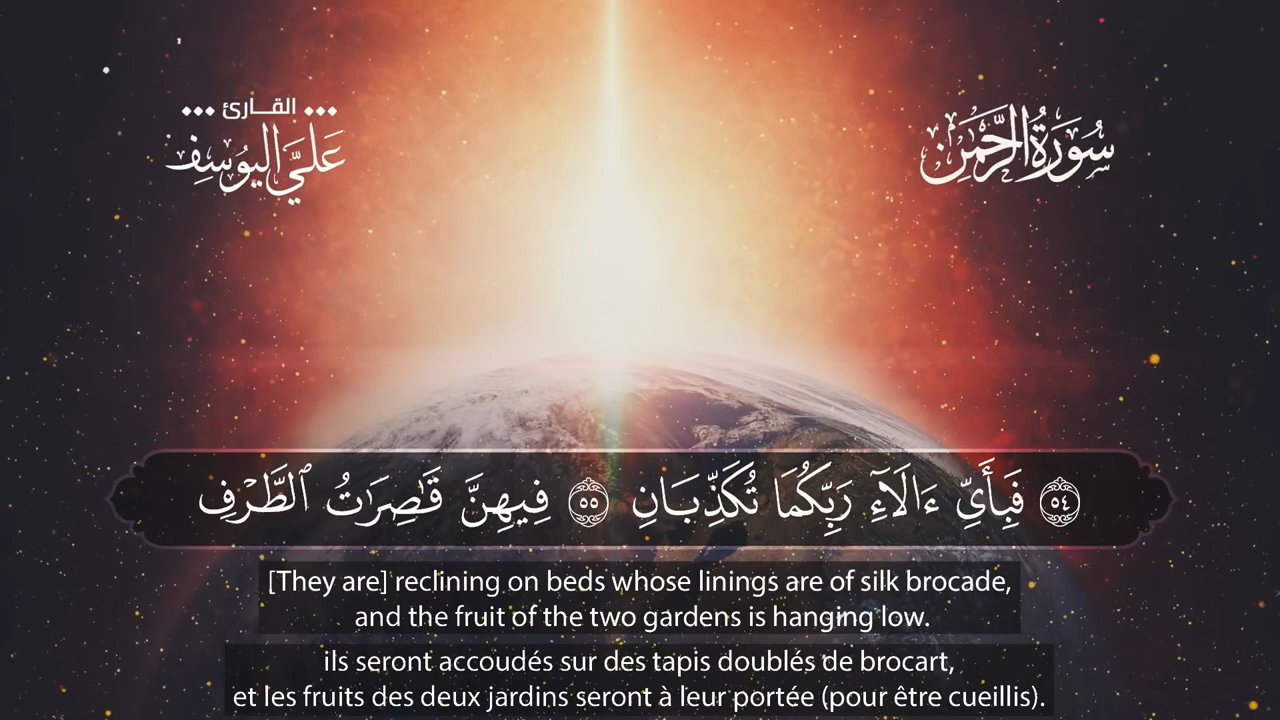 ••• القارئ •••
عَلـيَّ اليُوسِف
سُورَةُ الرَّحْمَٰن
٥٤ فَبِأَىِّ ءَالَآءِ رَبِّكُمَا تُكَذِّبَانِ ٥٥ فِيهِنَّ قَٰصِرَٰتُ ٱلطَّرْفِ
[They are] reclining on beds whose linings are of silk brocade,
and the fruit of the two gardens is hanging low.
ils seront accoudés sur des tapis doublés de brocart,
et les fruits des deux jardins seront à leur portée (pour être cueillis).